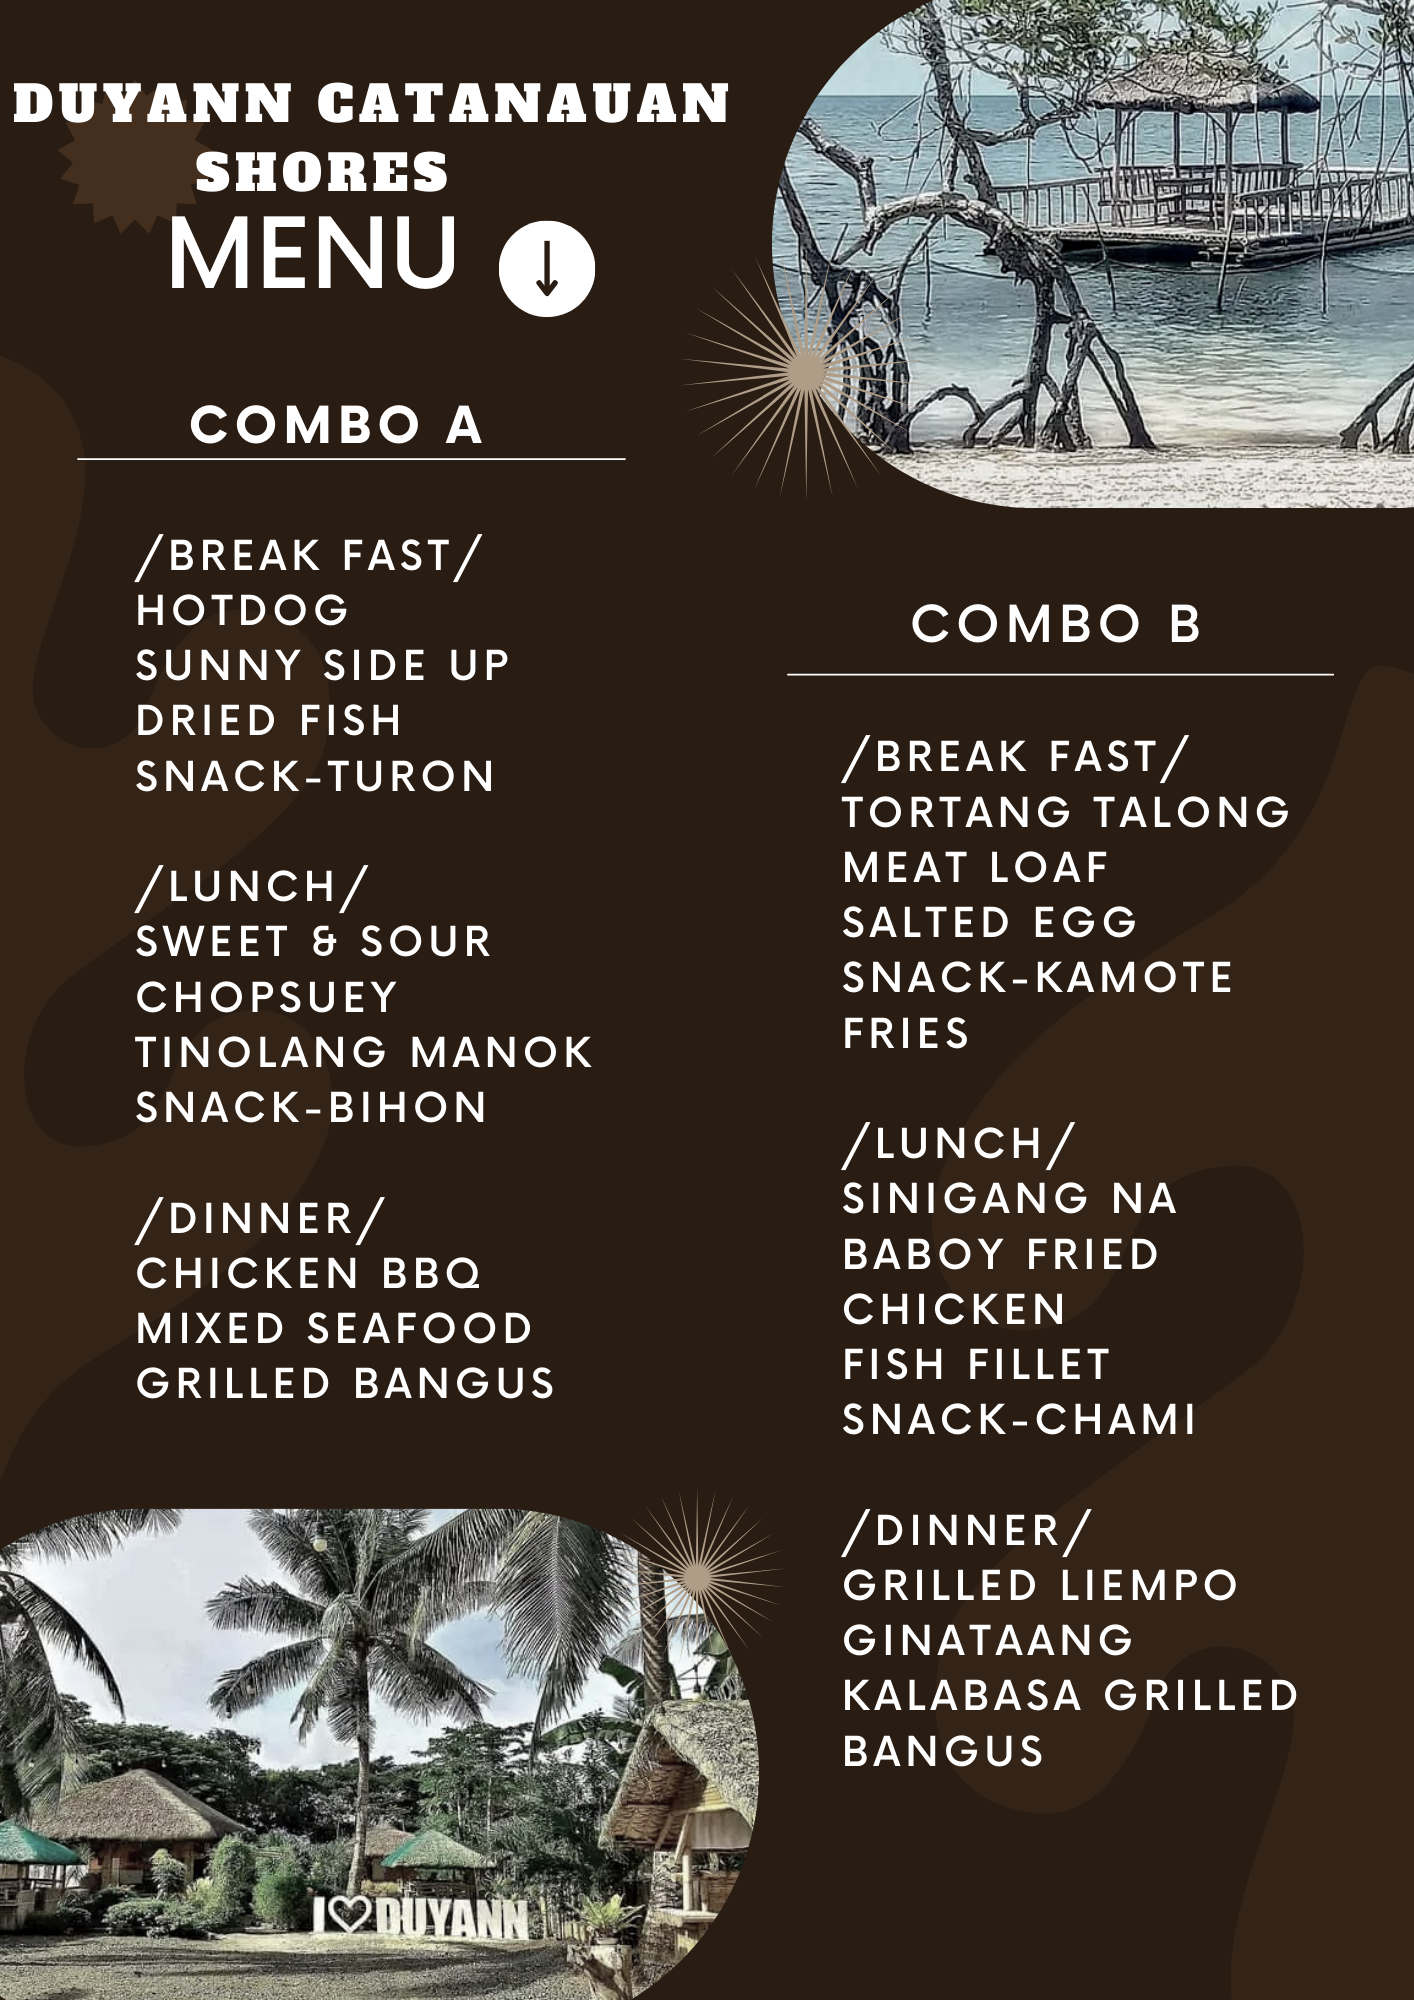 DUYANN CATANAUAN
SHORES
MENU
COMBO A
/BREAK FAST/
HOTDOG
SUNNY SIDE UP
DRIED FISH
SNACK-TURON
/LUNCH/
SWEET & SOUR
CHOPSUEY
TINOLANG MANOK
SNACK-BIHON
/DINNER/
CHICKEN BBQ
MIXED SEAFOOD
GRILLED BANGUS
COMBO B
/BREAK FAST/
TORTANG TALONG
MEAT LOAF
SALTED EGG
SNACK-KAMOTE
FRIES
/LUNCH/
SINIGANG NA
BABOY FRIED
CHICKEN
FISH FILLET
SNACK-CHAMI
/DINNER/
GRILLED LIEMPO
GINATAANG
KALABASA GRILLED
BANGUS
I♡DUYANN